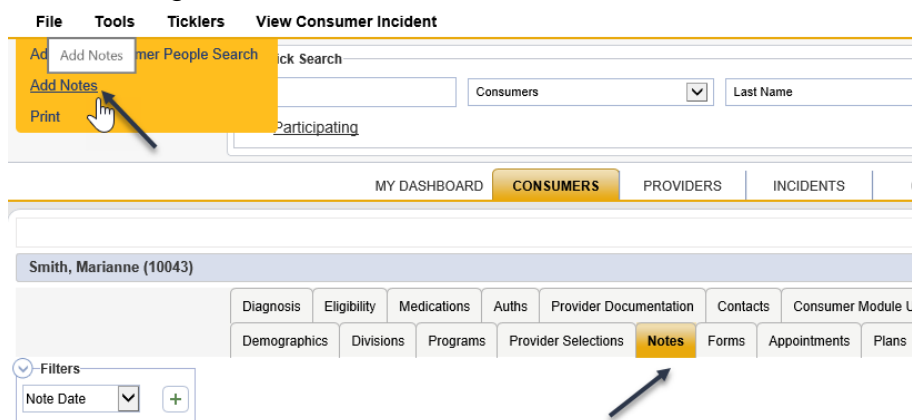 File Tools Ticklers View Consumer Incident
Ad mer People Search
Add Notes
ick Search
Add Notes
Consumers Last Name
Print
Participating
MY DASHBOARD CONSUMERS PROVIDERS INCIDENTS
Smith, Marianne (10043)
Diagnosis Eligibility Medications Auths Provider Documentation Contacts Consumer Module U
Demographics Divisions Programs Provider Selections Notes Forms Appointments Plans
Filters
Note Date +